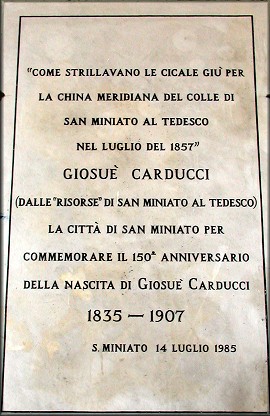 "COME STRILLAVANO LE CICALE GIÙ PER
LA CHINA MERIDIANA DEL COLLE DI
SAN MINIATO AL TEDESCO
NEL LUGLIO DEL 1857"
GIOSUÈ CARDUCCI
(DALLE "RISORSE" DI SAN MINIATO AL TEDESCO)
LA CITTÀ DI SAN MINIATO PER
COMMEMORARE IL 150º ANNIVERSARIO
DELLA NASCITA DI GIOSUÈ CARDUCCI
1835 — 1907
S. MINIATO 14 LUGLIO 1985